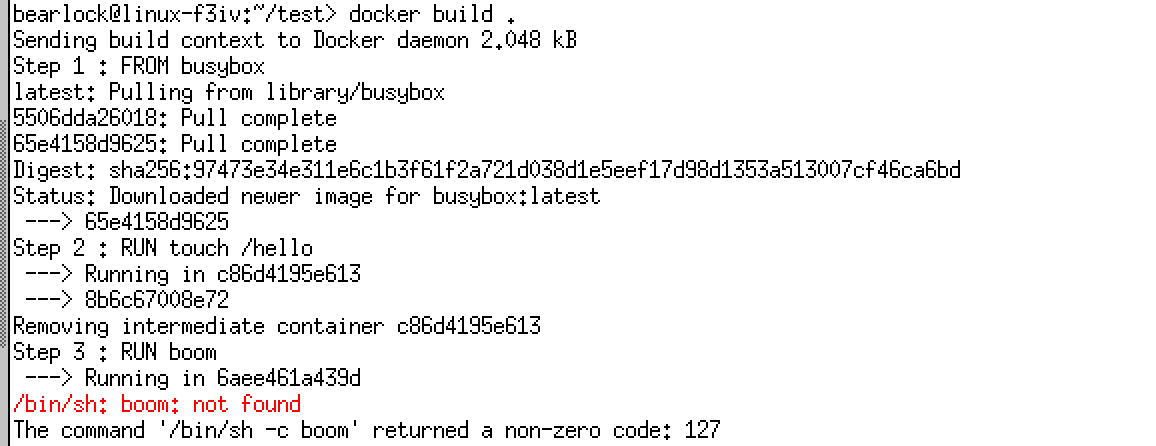 bearlock@linux-f3iv:~/test> docker build .
Sending build context to Docker daemon 2.048 kB
Step 1 : FROM busybox
latest: Pulling from library/busybox
5506dda26018: Pull complete
65e4158d9625: Pull complete
Digest: sha256:97473e34e311e6c1b3f61f2a721d038d1e5eef17d98d1353a513007cf46ca6bd
Status: Downloaded newer image for busybox:latest
 ---> 65e4158d9625
Step 2 : RUN touch /hello
 ---> Running in c86d4195e613
 ---> 8b6c67008e72
Removing intermediate container c86d4195e613
Step 3 : RUN boom
 ---> Running in 6aee461a439d
/bin/sh: boom: not found
The command '/bin/sh -c boom' returned a non-zero code: 127